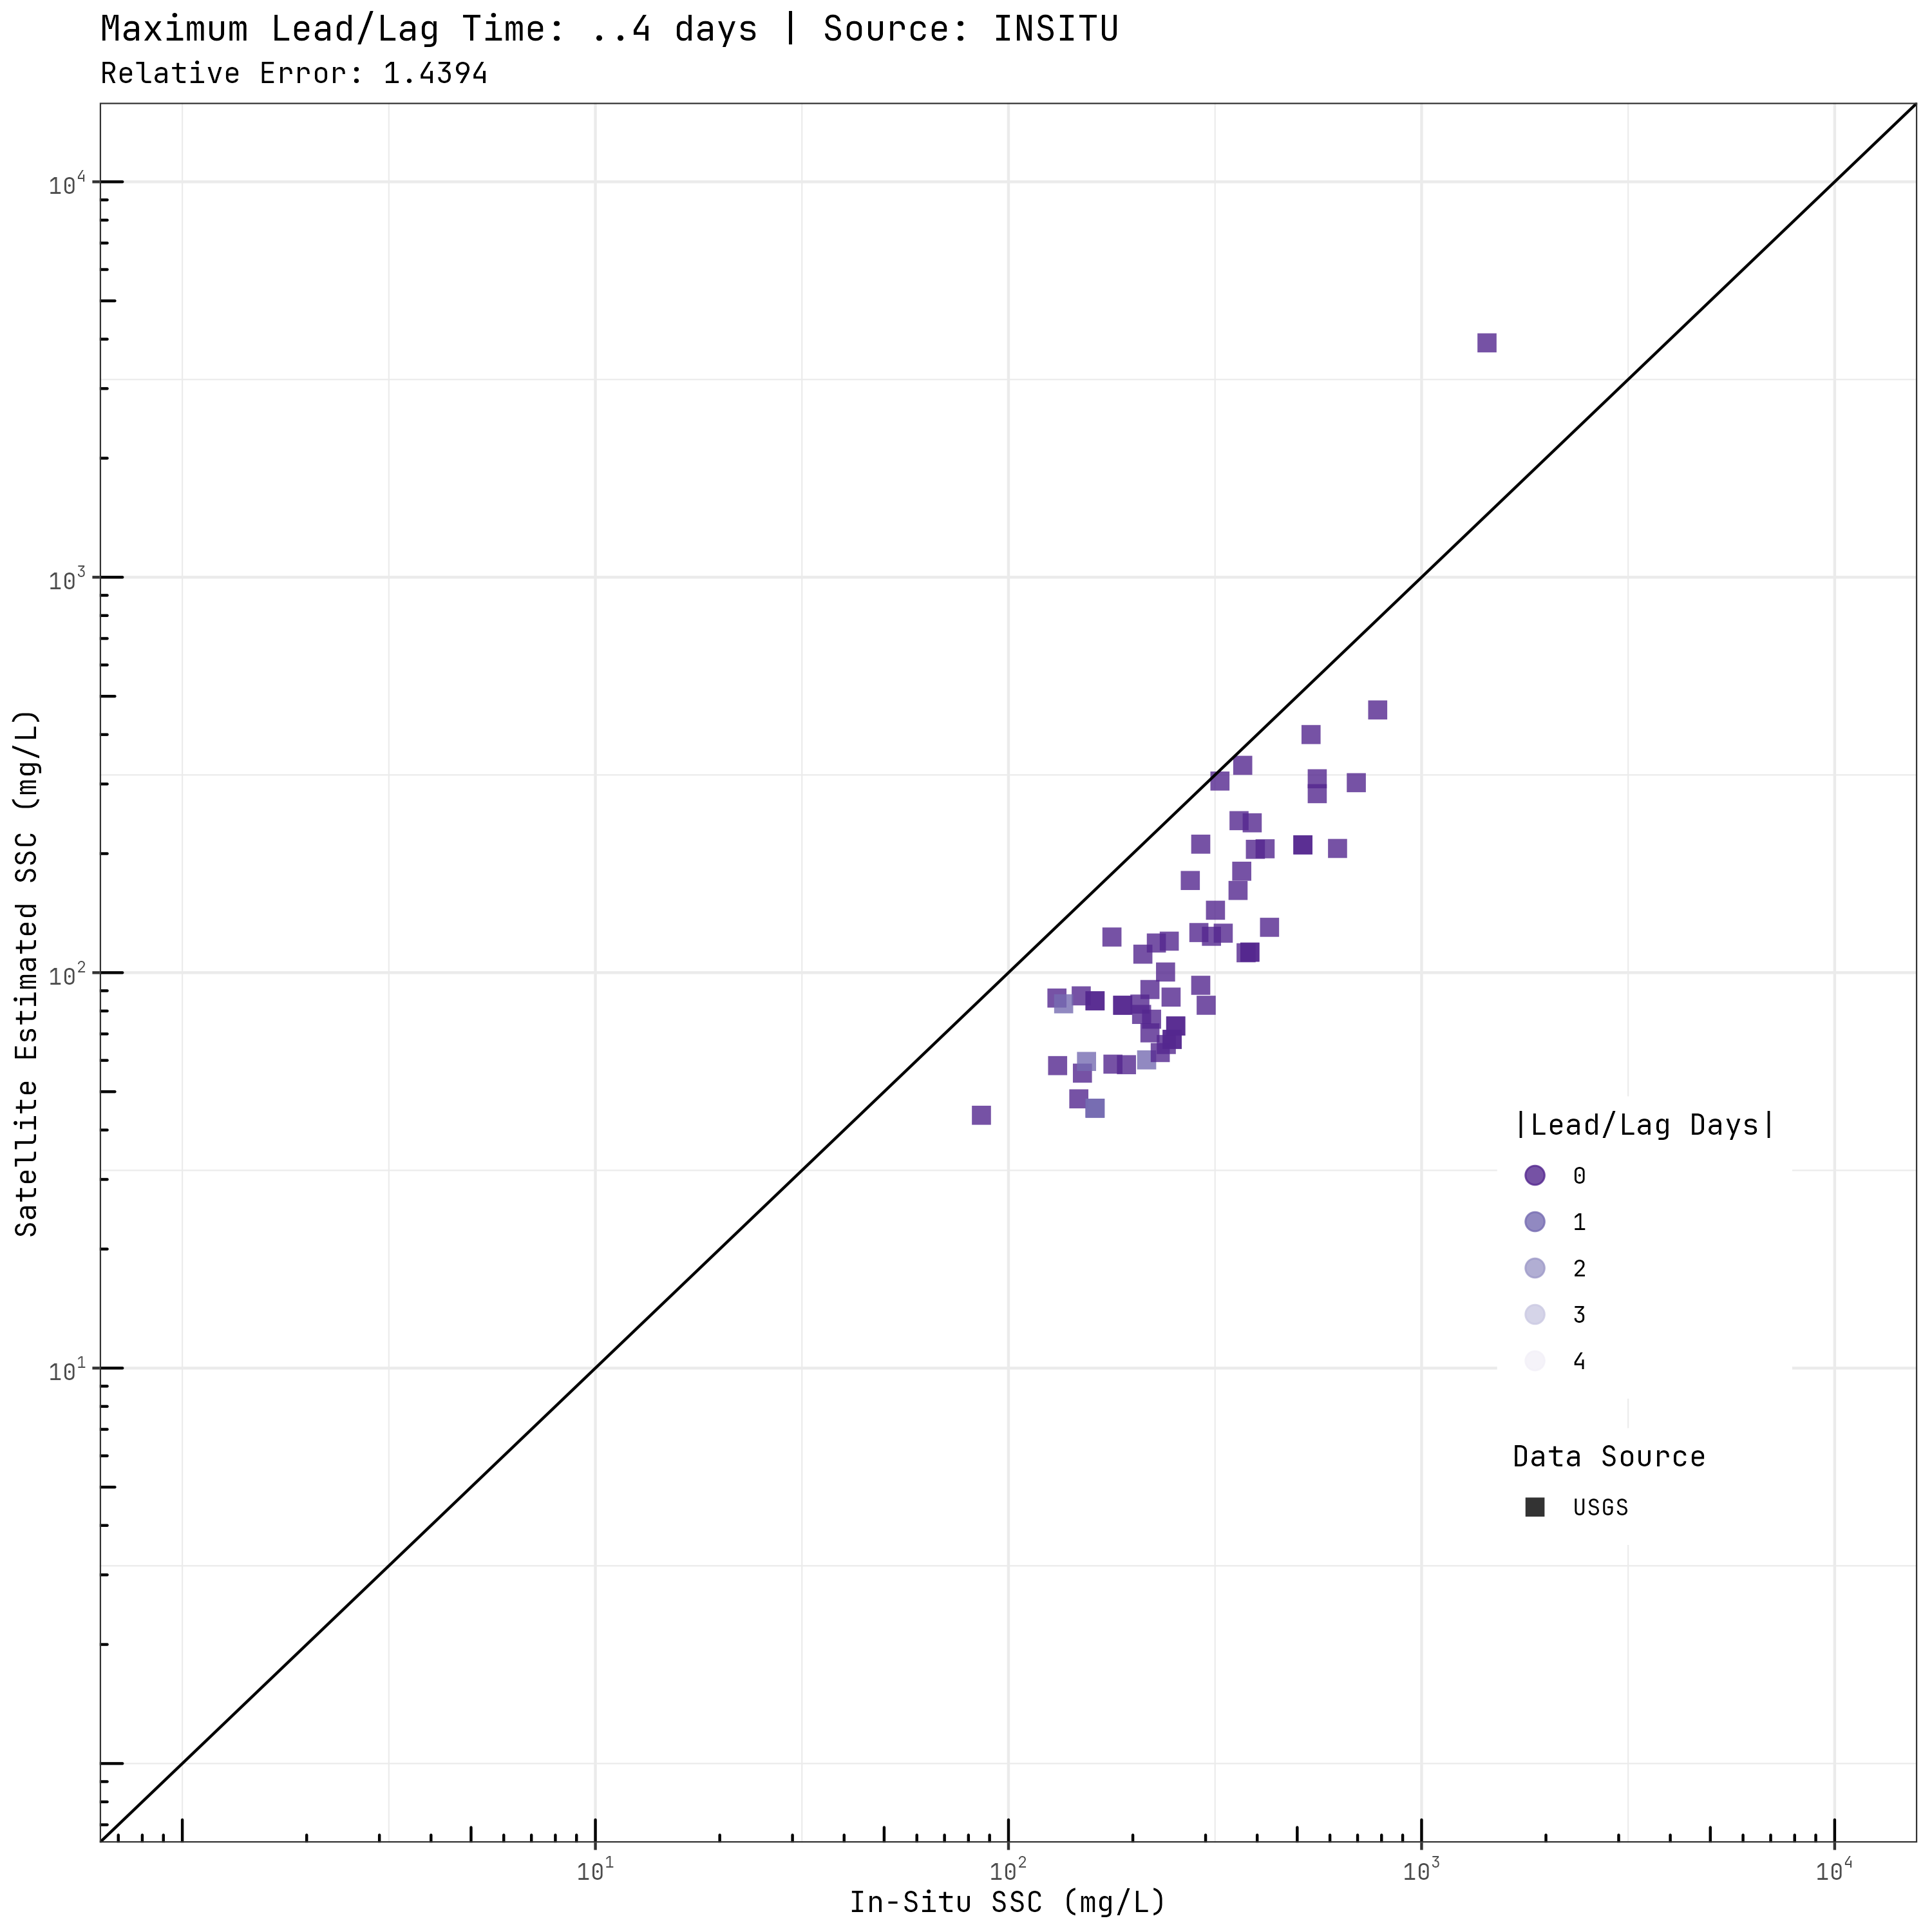 Maximum Lead/Lag Time: ..4 days | Source: INSITU
Relative Error: 1.4394
Satellite Estimated SSC (mg/L)
10⁴
10³
10²
10¹
|Lead/Lag Days|
0
1
2
3
4
Data Source
USGS
10¹ 10² 10³ 10⁴
In-Situ SSC (mg/L)